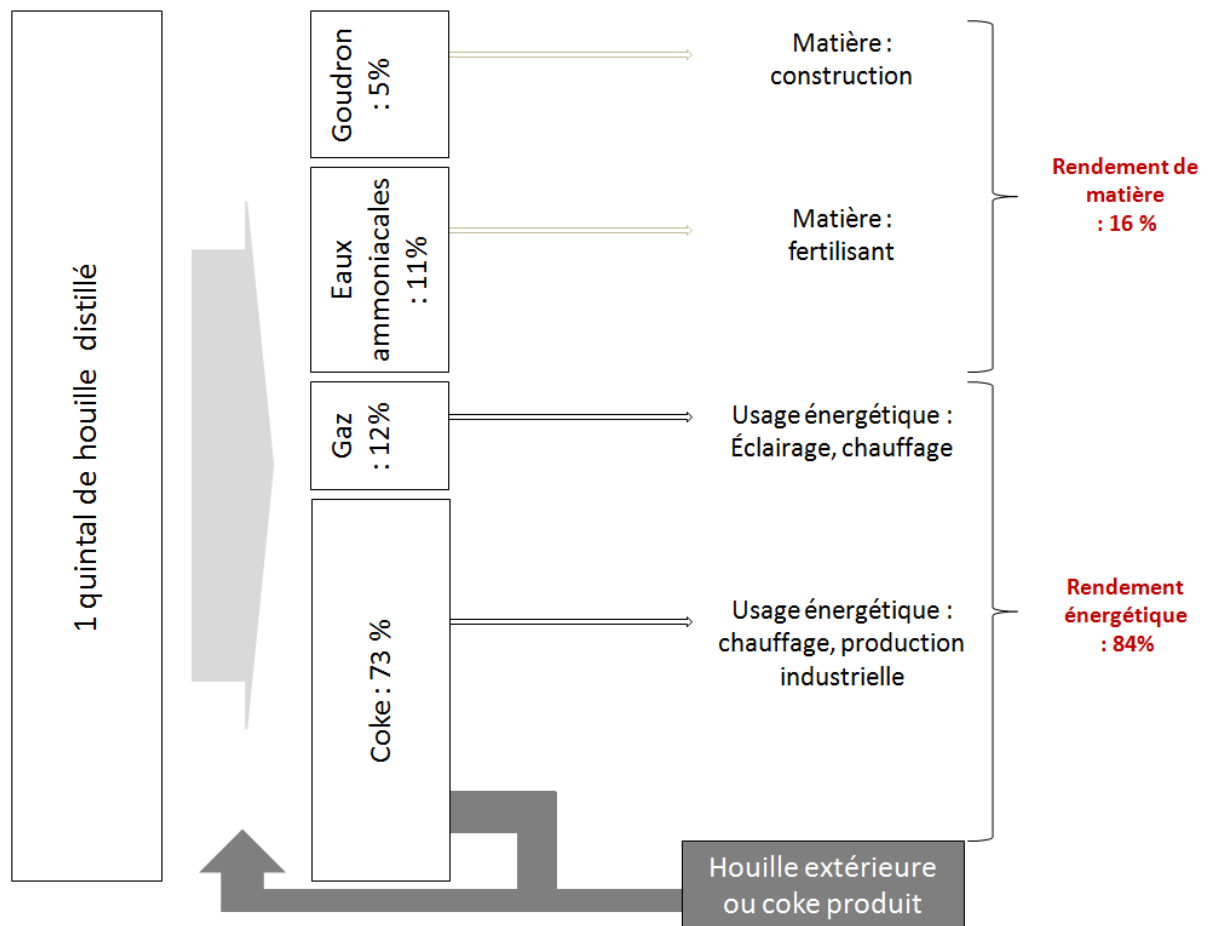 1 quintal de houille distillé
Goudron
: 5%
Eaux
ammoniacales
: 11%
Gaz
: 12%
Coke : 73 %
Matière :
construction
Matière :
fertilisant
Usage énergétique :
Éclairage, chauffage
Usage énergétique :
chauffage, production
industrielle
Rendement de
matière
: 16 %
Rendement
énergétique
: 84%
Houille extérieure
ou coke produit